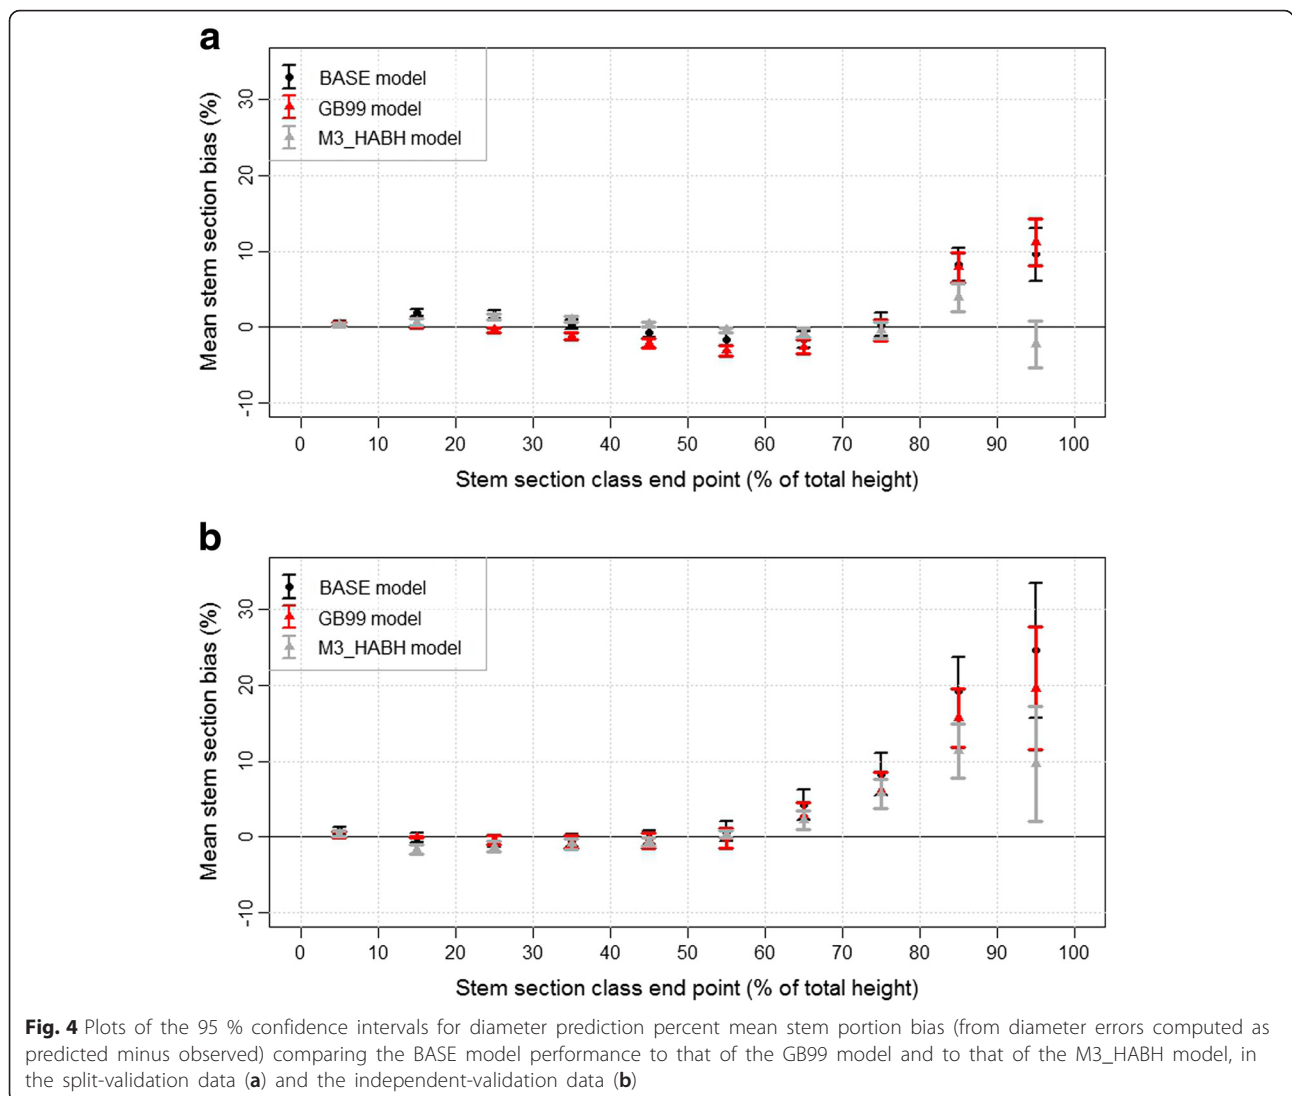 a
BASE model
GB99 model
M3_HABH model
Mean stem section bias (%)
30
20
10
0
-10
0 10 20 30 40 50 60 70 80 90 100
Stem section class end point (% of total height)
b
BASE model
GB99 model
M3_HABH model
Mean stem section bias (%)
30
20
10
0
-10
0 10 20 30 40 50 60 70 80 90 100
Stem section class end point (% of total height)
Fig. 4 Plots of the 95 % confidence intervals for diameter prediction percent mean stem portion bias (from diameter errors computed as
predicted minus observed) comparing the BASE model performance to that of the GB99 model and to that of the M3_HABH model, in
the split-validation data (a) and the independent-validation data (b)